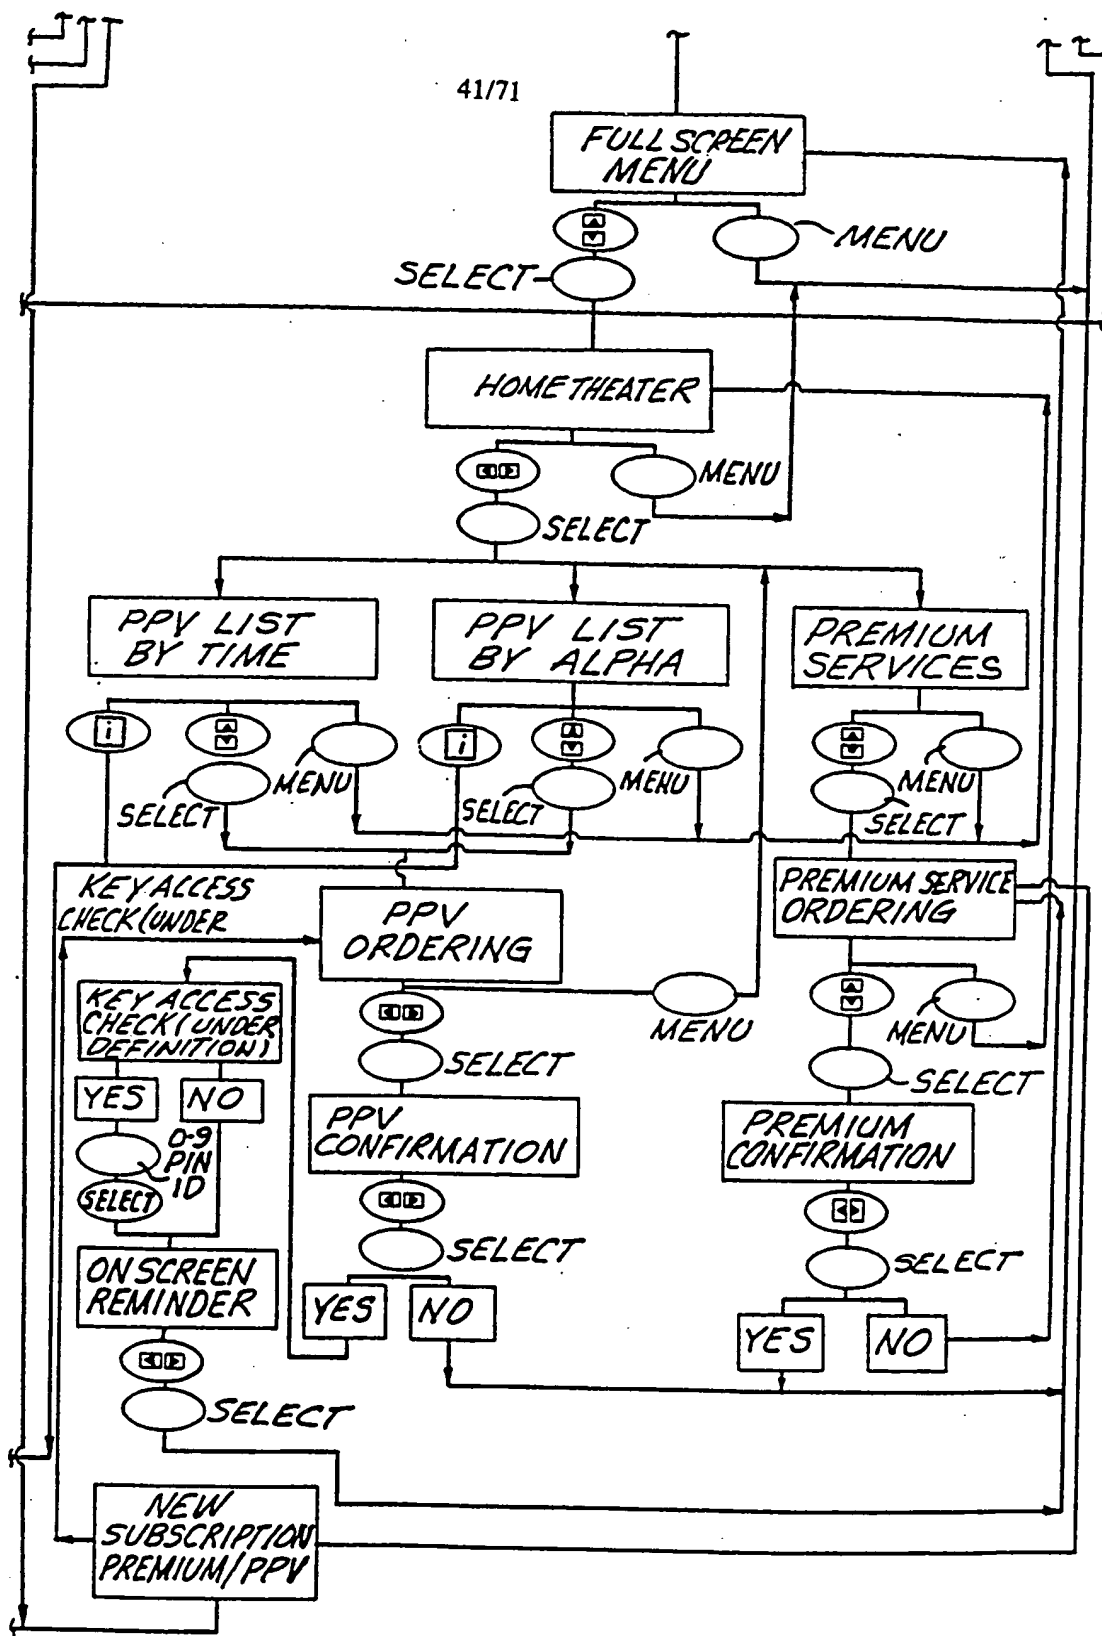 41/71
FULL SCREEN
MENU
MENU
SELECT
HOME THEATER
MENU
SELECT
PPV LIST
BY TIME
PPV LIST
BY ALPHA
PREMIUM
SERVICES
i
i
MENU
MENU
MENU
SELECT
SELECT
SELECT
KEY ACCESS
CHECK (UNDER
PPV
ORDERING
PREMIUM SERVICE
ORDERING
KEY ACCESS
CHECK (UNDER
DEFINITION)
MENU
MENU
SELECT
SELECT
YES
NO
PPV
CONFIRMATION
PREMIUM
CONFIRMATION
0-9
PIN
ID
SELECT
SELECT
SELECT
ON SCREEN
REMINDER
YES
NO
YES
NO
SELECT
NEW
SUBSCRIPTION
PREMIUM/PPV